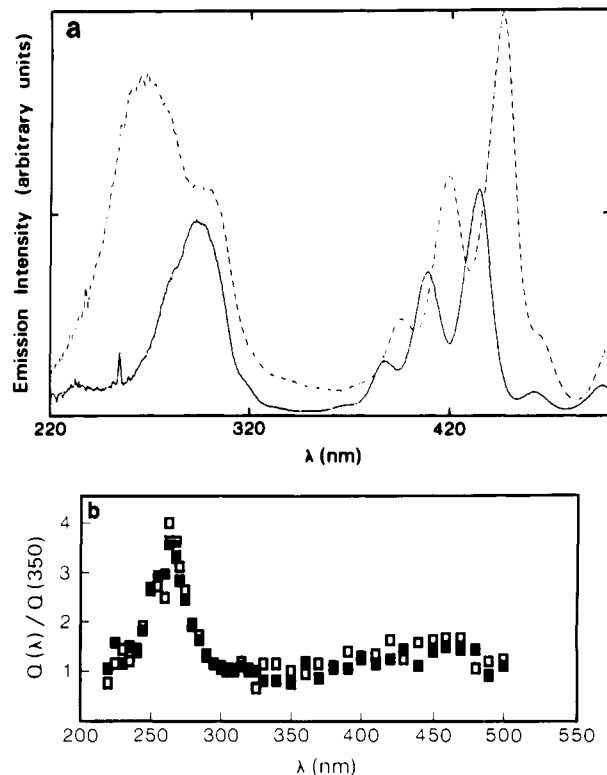 a
Emission Intensity (arbitrary units)
220
320
420
λ (nm)
b
Q (λ) / Q (350)
4
3
2
1
200
250
300
350
400
450
500
550
λ (nm)